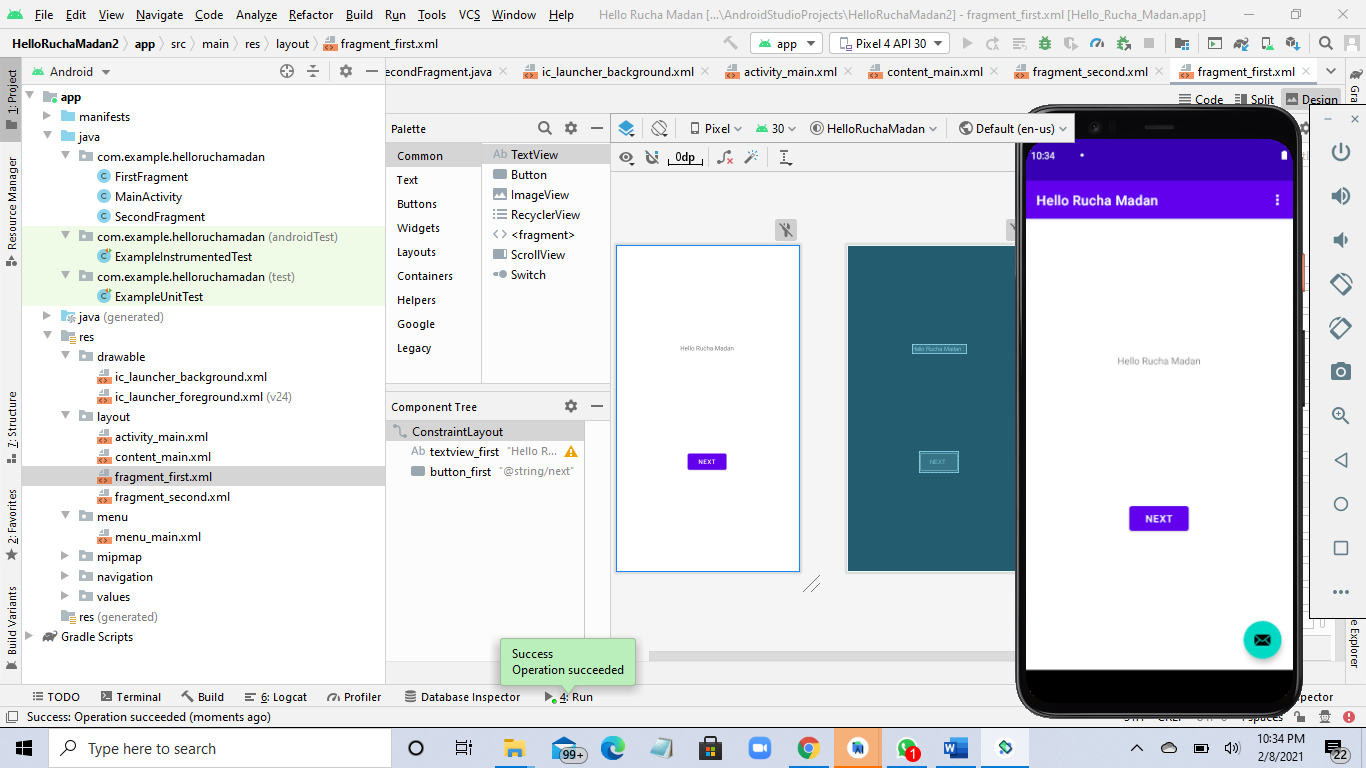 File Edit View Navigate Code Analyze Refactor Build Run Tools VCS Window Help Hello Rucha Madan [...\AndroidStudioProjects\HelloRuchaMadan2] - fragment_first.xml [Hello_Rucha_Madan.app]
HelloRuchaMadan2 app src main res layout fragment_first.xml app Pixel 4 API 30
1: Project
Resource Manager
7: Structure
2: Favorites
Build Variants
Android
app
manifests
java
com.example.helloruchamadan
FirstFragment
MainActivity
SecondFragment
com.example.helloruchamadan (androidTest)
ExampleInstrumentedTest
com.example.helloruchamadan (test)
ExampleUnitTest
java (generated)
res
drawable
ic_launcher_background.xml
ic_launcher_foreground.xml (v24)
layout
activity_main.xml
content_main.xml
fragment_first.xml
fragment_second.xml
menu
menu_main.xml
mipmap
navigation
values
res (generated)
Gradle Scripts
econdFragment.java ic_launcher_background.xml activity_main.xml content_main.xml fragment_second.xml fragment_first.xml
Code Split Design
Palette
Common
Text
Buttons
Widgets
Layouts
Containers
Helpers
Google
Legacy
Ab TextView
Button
ImageView
RecyclerView
<> <fragment>
ScrollView
Switch
Pixel 30 HelloRuchaMadan Default (en-us)
0dp
Component Tree
ConstraintLayout
Ab textview_first "Hello R...
button_first "@string/next"
Hello Rucha Madan
NEXT
Hello Rucha Madan
NEXT
10:34
Hello Rucha Madan
Hello Rucha Madan
NEXT
Gra
e Explorer
Success
Operation succeeded
TODO Terminal Build 6: Logcat Profiler Database Inspector 4: Run pector
Success: Operation succeeded (moments ago)
Type here to search
99+
1
10:34 PM
2/8/2021
22